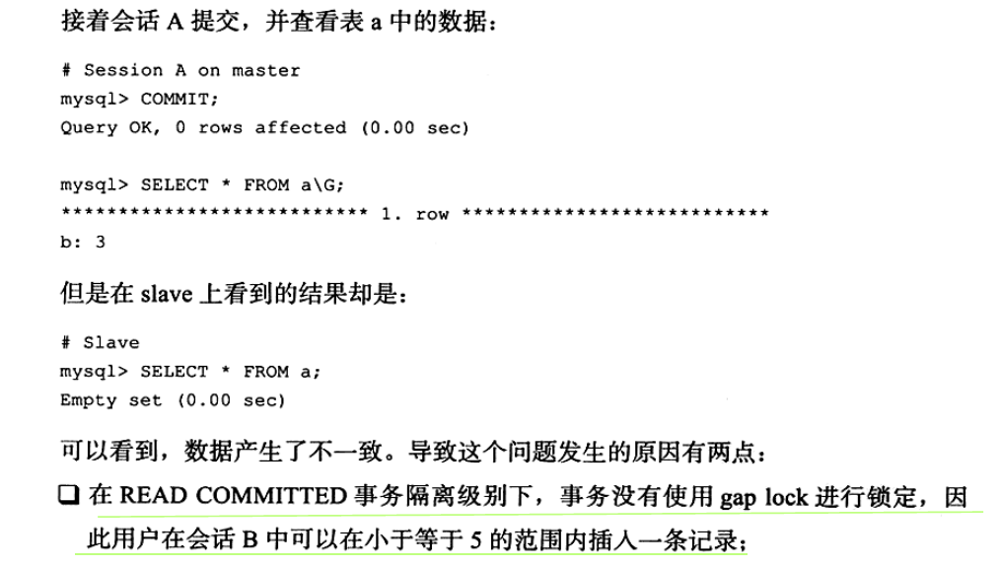 接着会话 A 提交，并查看表 a 中的数据：
# Session A on master
mysql> COMMIT;
Query OK, 0 rows affected (0.00 sec)
mysql> SELECT * FROM a\G;
*************************** 1. row ***************************
b: 3
但是在 slave 上看到的结果却是：
# Slave
mysql> SELECT * FROM a;
Empty set (0.00 sec)
可以看到，数据产生了不一致。导致这个问题发生的原因有两点：
❑ 在 READ COMMITTED 事务隔离级别下，事务没有使用 gap lock 进行锁定，因
此用户在会话 B 中可以在小于等于 5 的范围内插入一条记录；